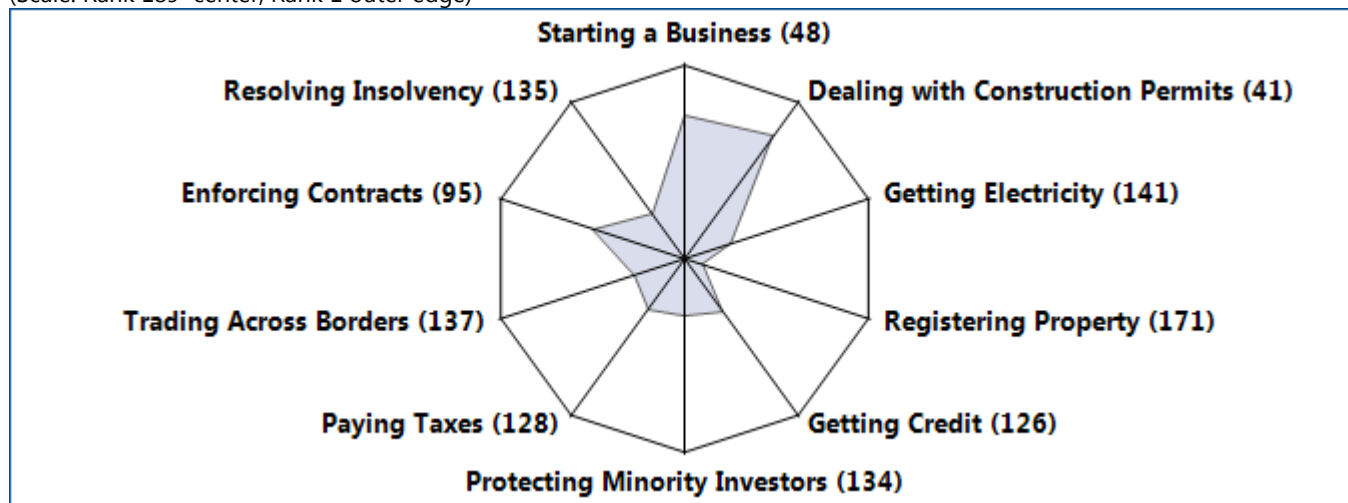 (Scale: Rank 189 center, Rank 1 outer edge)
Starting a Business (48)
Resolving Insolvency (135)
Dealing with Construction Permits (41)
Enforcing Contracts (95)
Getting Electricity (141)
Trading Across Borders (137)
Registering Property (171)
Paying Taxes (128)
Getting Credit (126)
Protecting Minority Investors (134)